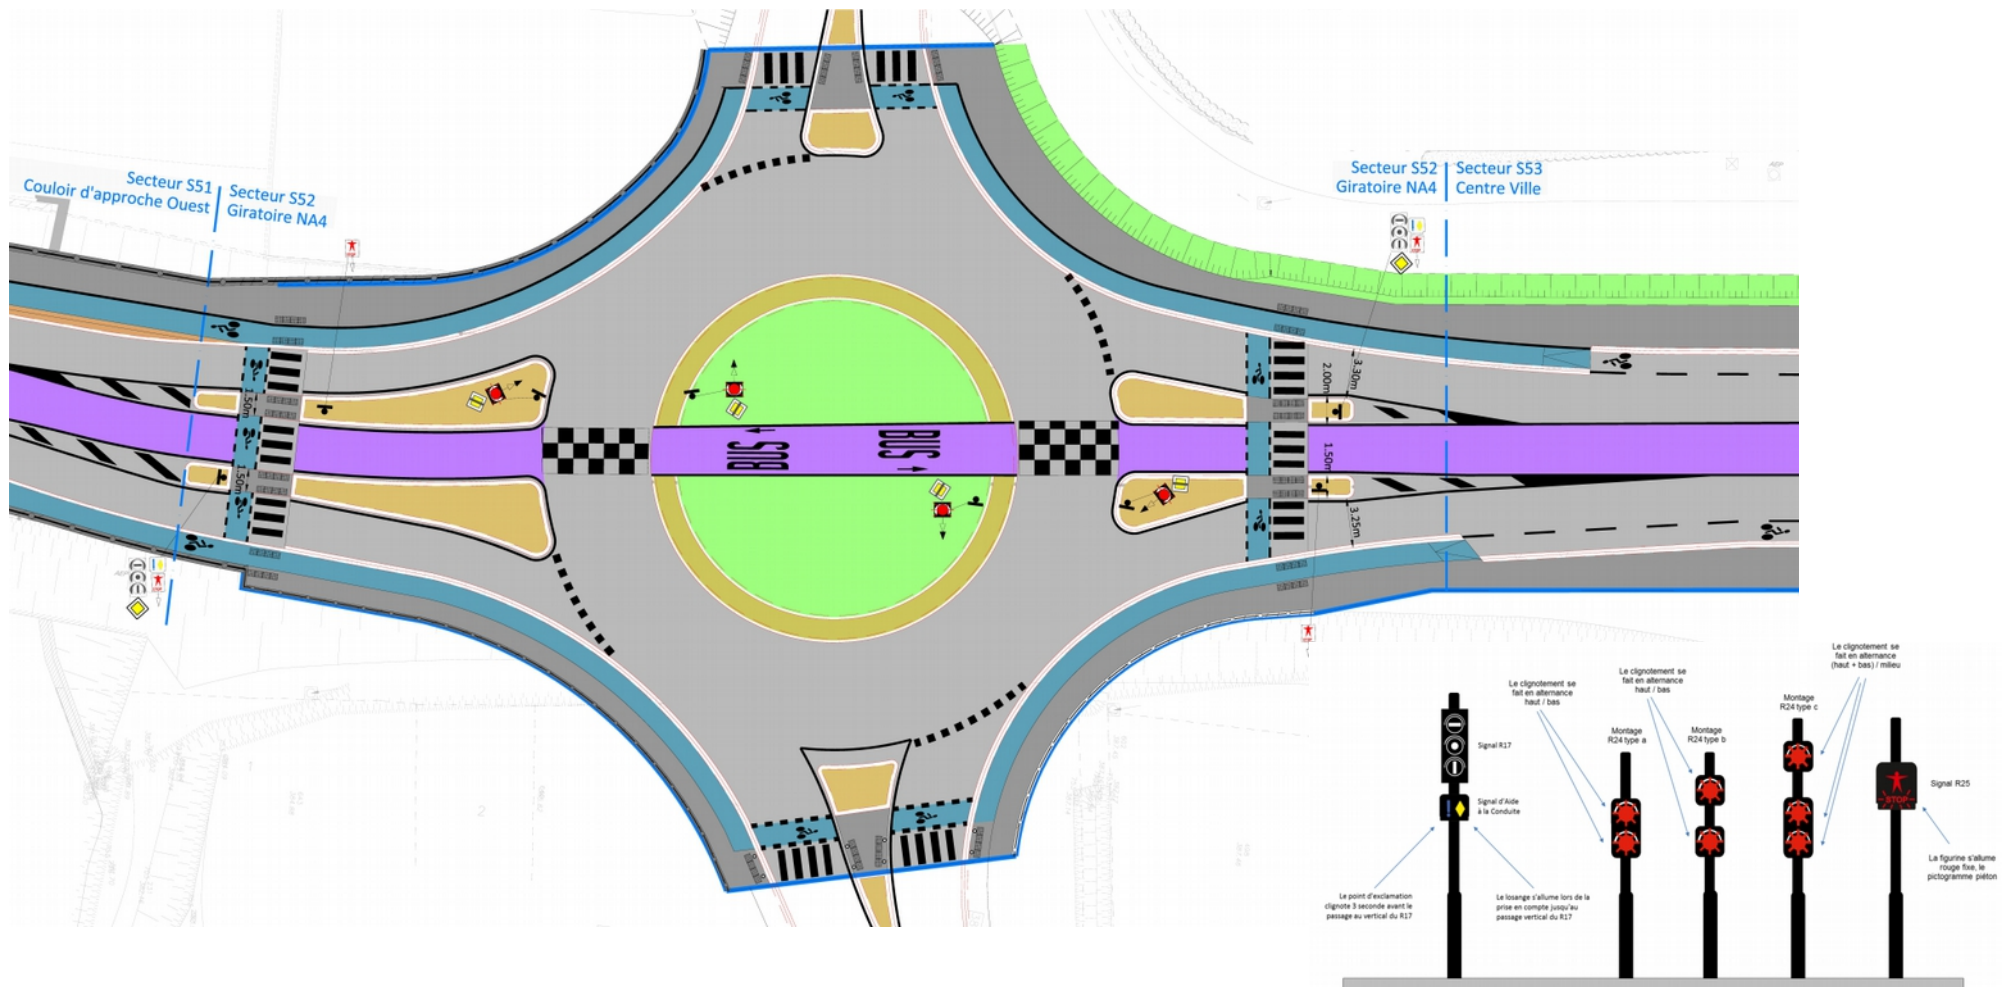 Secteur S51
Couloir d'approche Ouest
Secteur S52
Giratoire NA4
Secteur S52
Giratoire NA4
Secteur S53
Centre Ville
3.30m
2.00m
1.50m
1.50m
1.50m
3.25m
BUS
BUS
2
Le clignotement se
fait en alternance
haut / bas
Le clignotement se
fait en alternance
haut / bas
Le clignotement se
fait en alternance
(haut + bas) / milieu
Montage
R24 type a
Montage
R24 type b
Montage
R24 type c
Signal R17
Signal d'Aide
à la Conduite
Signal R25
STOP
Le point d'exclamation
clignote 3 seconde avant le
passage au vertical du R17
Le losange s'allume lors de la
prise en compte jusqu'au
passage vertical du R17
La figurine s'allume
rouge fixe, le
pictogramme piéton